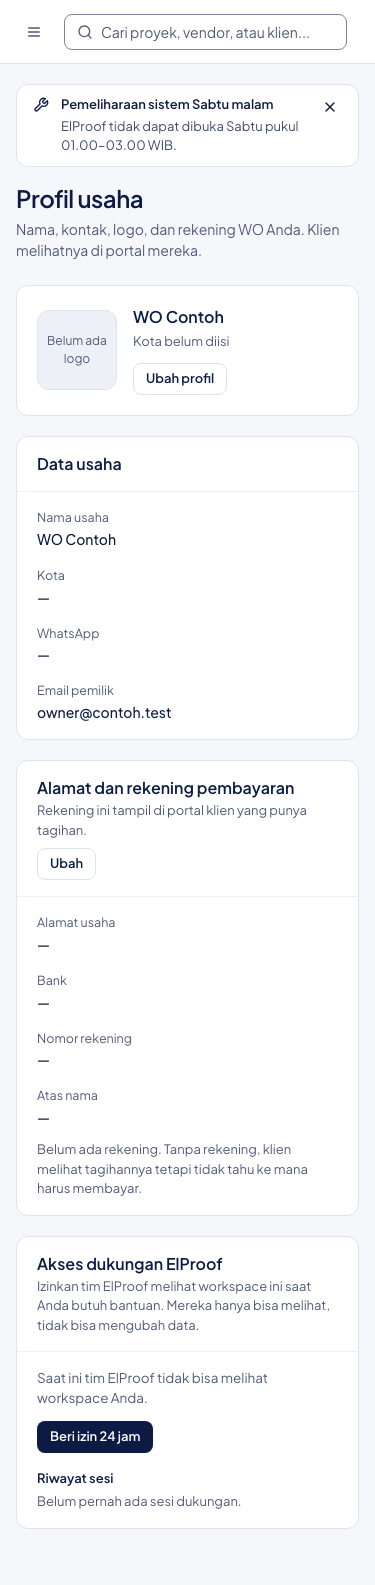 Cari proyek, vendor, atau klien...
Pemeliharaan sistem Sabtu malam
ElProof tidak dapat dibuka Sabtu pukul
01.00–03.00 WIB.
Profil usaha
Nama, kontak, logo, dan rekening WO Anda. Klien
melihatnya di portal mereka.
Belum ada
logo
WO Contoh
Kota belum diisi
Ubah profil
Data usaha
Nama usaha
WO Contoh
Kota
—
WhatsApp
—
Email pemilik
owner@contoh.test
Alamat dan rekening pembayaran
Rekening ini tampil di portal klien yang punya
tagihan.
Ubah
Alamat usaha
—
Bank
—
Nomor rekening
—
Atas nama
—
Belum ada rekening. Tanpa rekening, klien
melihat tagihannya tetapi tidak tahu ke mana
harus membayar.
Akses dukungan ElProof
Izinkan tim ElProof melihat workspace ini saat
Anda butuh bantuan. Mereka hanya bisa melihat,
tidak bisa mengubah data.
Saat ini tim ElProof tidak bisa melihat
workspace Anda.
Beri izin 24 jam
Riwayat sesi
Belum pernah ada sesi dukungan.